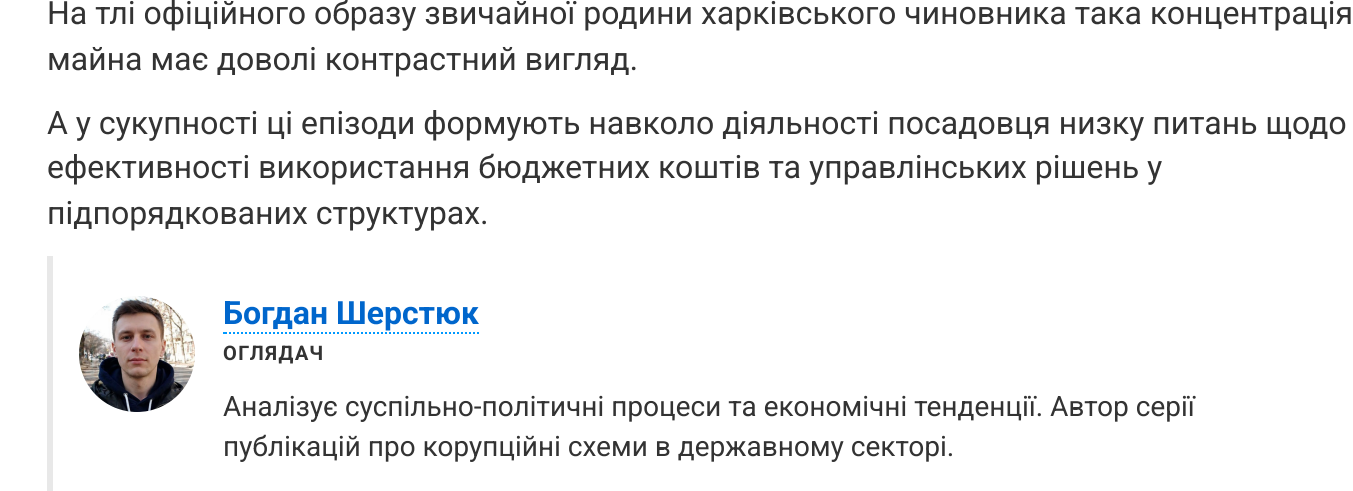 На тлі офіційного образу звичайної родини харківського чиновника така концентрація
майна має доволі контрастний вигляд.
А у сукупності ці епізоди формують навколо діяльності посадовця низку питань щодо
ефективності використання бюджетних коштів та управлінських рішень у
підпорядкованих структурах.
Богдан Шерстюк
ОГЛЯДАЧ
Аналізує суспільно-політичні процеси та економічні тенденції. Автор серії
публікацій про корупційні схеми в державному секторі.